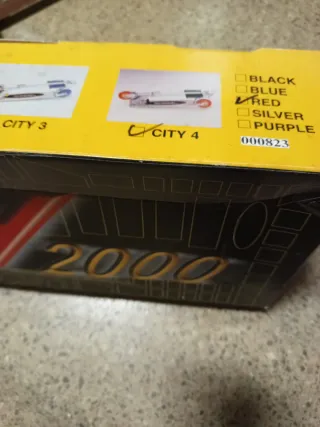 BLACK
BLUE
RED
SILVER
PURPLE
CITY 3
CITY 4
000823
2000